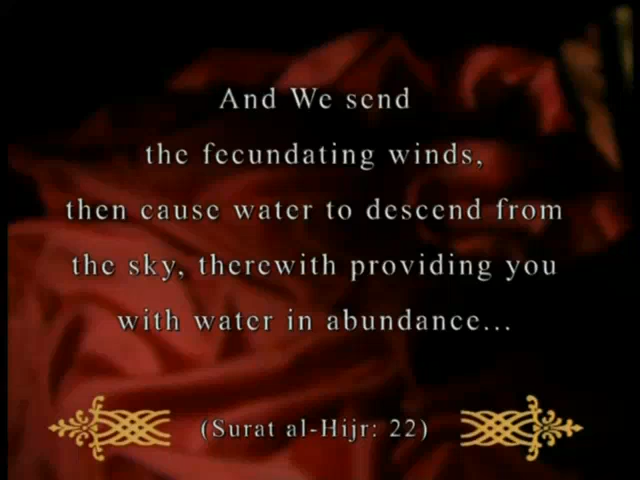 And We send
the fecundating winds,
then cause water to descend from
the sky, therewith providing you
with water in abundance...
(Surat al-Hijr: 22)